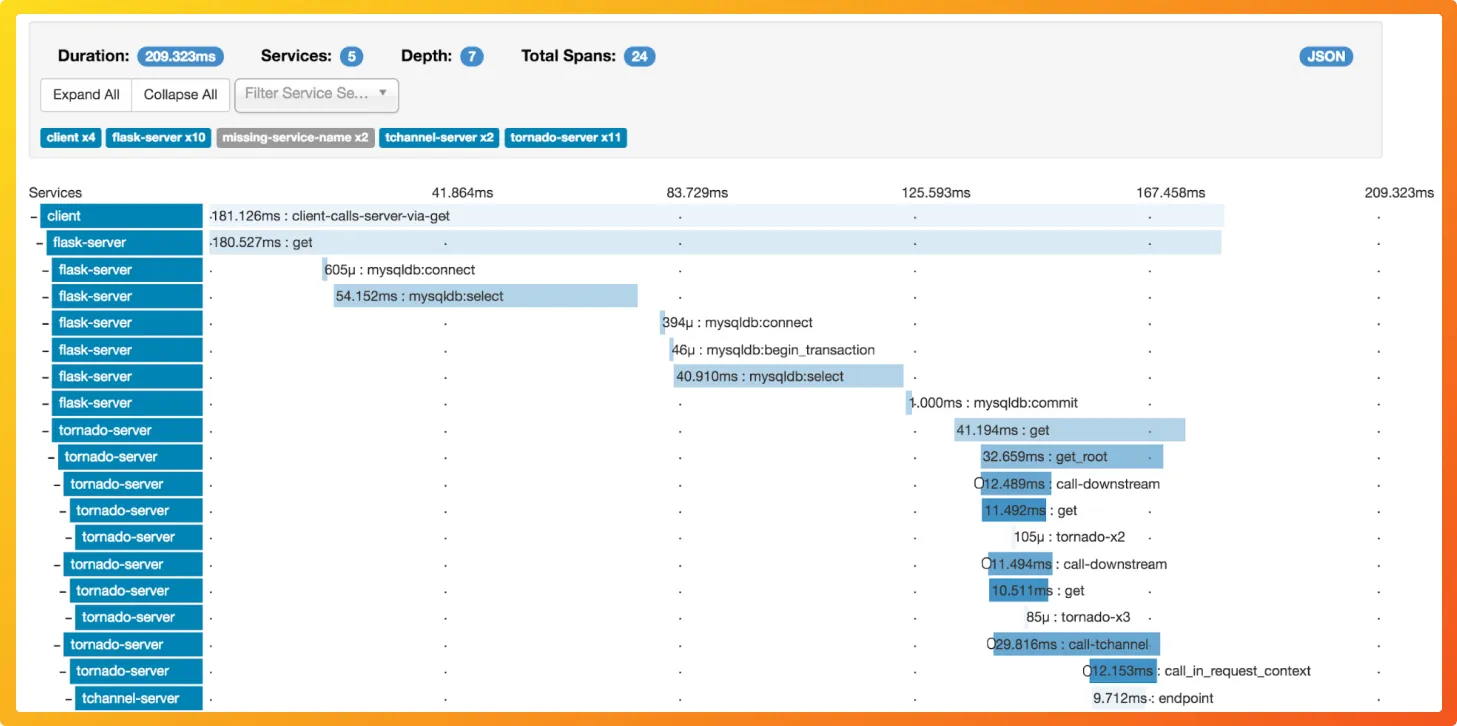 Duration: 209.323ms Services: 5 Depth: 7 Total Spans: 24 JSON
Expand All Collapse All Filter Service Se...
client x4 flask-server x10 missing-service-name x2 tchannel-server x2 tornado-server x11
Services 41.864ms 83.729ms 125.593ms 167.458ms 209.323ms
– client 181.126ms : client-calls-server-via-get
– flask-server 180.527ms : get
– flask-server 605μ : mysqldb:connect
– flask-server 54.152ms : mysqldb:select
– flask-server 394μ : mysqldb:connect
– flask-server 46μ : mysqldb:begin_transaction
– flask-server 40.910ms : mysqldb:select
– flask-server 1.000ms : mysqldb:commit
– tornado-server 41.194ms : get
– tornado-server 32.659ms : get_root
– tornado-server 12.489ms : call-downstream
– tornado-server 11.492ms : get
– tornado-server 105μ : tornado-x2
– tornado-server 11.494ms : call-downstream
– tornado-server 10.511ms : get
– tornado-server 85μ : tornado-x3
– tornado-server 29.816ms : call-tchannel
– tornado-server 12.153ms : call_in_request_context
– tchannel-server 9.712ms : endpoint